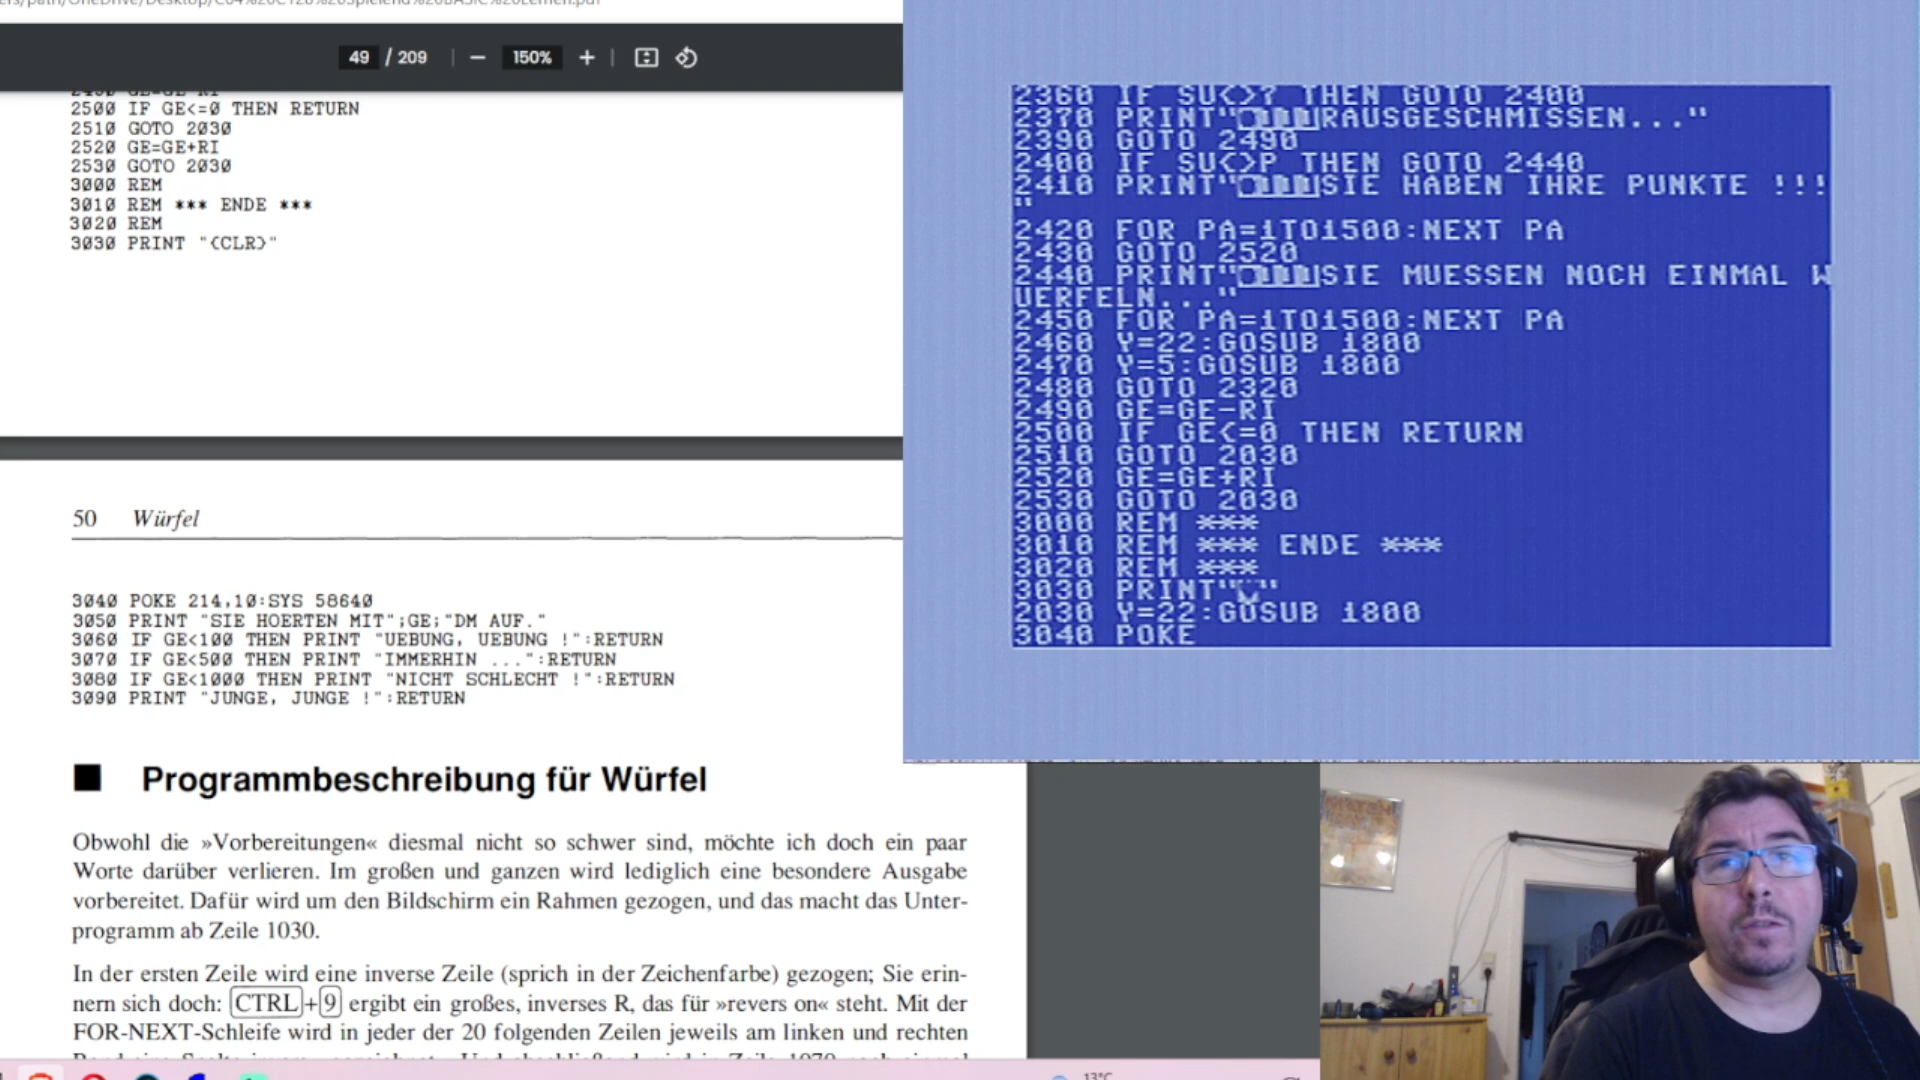 49 / 209
150%
2500 IF GE<=0 THEN RETURN
2510 GOTO 2030
2520 GE=GE+RI
2530 GOTO 2030
3000 REM
3010 REM *** ENDE ***
3020 REM
3030 PRINT "{CLR}"
50 Würfel
3040 POKE 214,10:SYS 58640
3050 PRINT "SIE HOERTEN MIT";GE;"DM AUF."
3060 IF GE<100 THEN PRINT "UEBUNG, UEBUNG !":RETURN
3070 IF GE<500 THEN PRINT "IMMERHIN ...":RETURN
3080 IF GE<1000 THEN PRINT "NICHT SCHLECHT !":RETURN
3090 PRINT "JUNGE, JUNGE !":RETURN
■ Programmbeschreibung für Würfel
Obwohl die »Vorbereitungen« diesmal nicht so schwer sind, möchte ich doch ein paar
Worte darüber verlieren. Im großen und ganzen wird lediglich eine besondere Ausgabe
vorbereitet. Dafür wird um den Bildschirm ein Rahmen gezogen, und das macht das Unter-
programm ab Zeile 1030.
In der ersten Zeile wird eine inverse Zeile (sprich in der Zeichenfarbe) gezogen; Sie erin-
nern sich doch: CTRL+9 ergibt ein großes, inverses R, das für »revers on« steht. Mit der
FOR-NEXT-Schleife wird in jeder der 20 folgenden Zeilen jeweils am linken und rechten
2360 IF SU<>7 THEN GOTO 2400
2370 PRINT"RAUSGESCHMISSEN..."
2390 GOTO 2490
2400 IF SU<>P THEN GOTO 2440
2410 PRINT"SIE HABEN IHRE PUNKTE !!!
"
2420 FOR PA=1TO1500:NEXT PA
2430 GOTO 2520
2440 PRINT"SIE MUESSEN NOCH EINMAL W
UERFELN..."
2450 FOR PA=1TO1500:NEXT PA
2460 Y=22:GOSUB 1800
2470 Y=5:GOSUB 1800
2480 GOTO 2320
2490 GE=GE-RI
2500 IF GE<=0 THEN RETURN
2510 GOTO 2030
2520 GE=GE+RI
2530 GOTO 2030
3000 REM ***
3010 REM *** ENDE ***
3020 REM ***
3030 PRINT"♥"
2030 Y=22:GOSUB 1800
3040 POKE
13°C